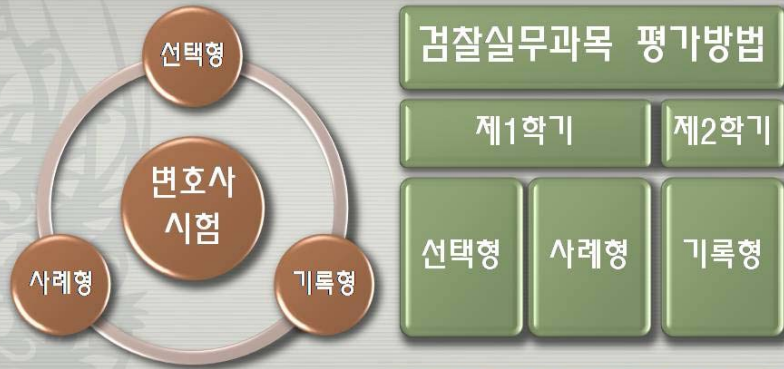 선택형
변호사
시험
사례형
기록형
검찰실무과목 평가방법
제1학기
제2학기
선택형
사례형
기록형